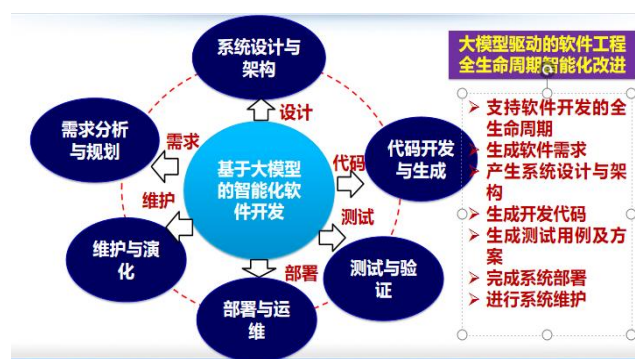 系统设计与
架构
大模型驱动的软件工程
全生命周期智能化改进
设计
需求分析
与规划
需求
代码开发
与生成
代码
基于大模型
的智能化软
件开发
维护
测试
维护与演
化
部署
测试与验
证
部署与运
维
➢ 支持软件开发的全
生命周期
➢ 生成软件需求
➢ 产生系统设计与架
构
➢ 生成开发代码
➢ 生成测试用例及方
案
➢ 完成系统部署
➢ 进行系统维护